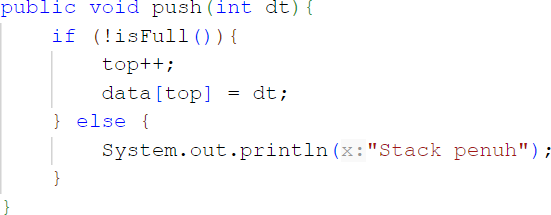 public void push(int dt){
    if (!isFull()){
        top++;
        data[top] = dt;
    } else {
        System.out.println(x:"Stack penuh");
    }
}